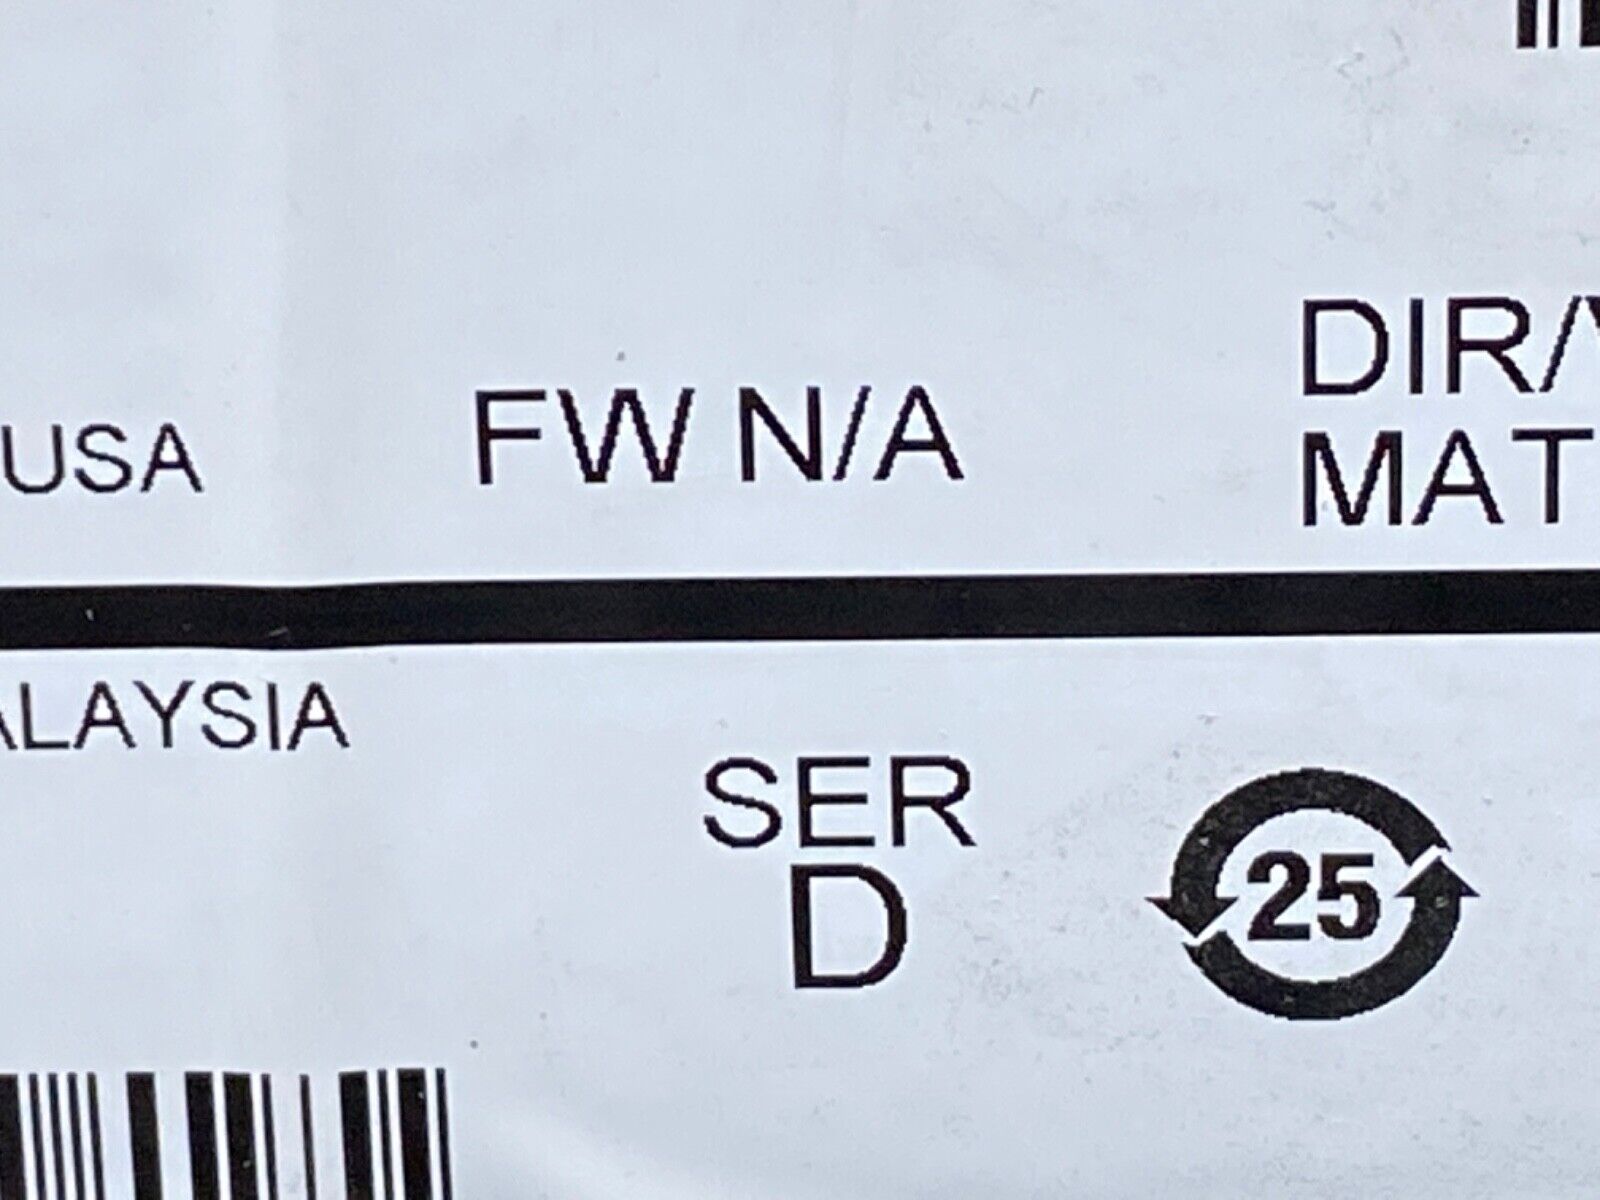 DIR/
USA
FW N/A
MAT
ALAYSIA
SER
D
25